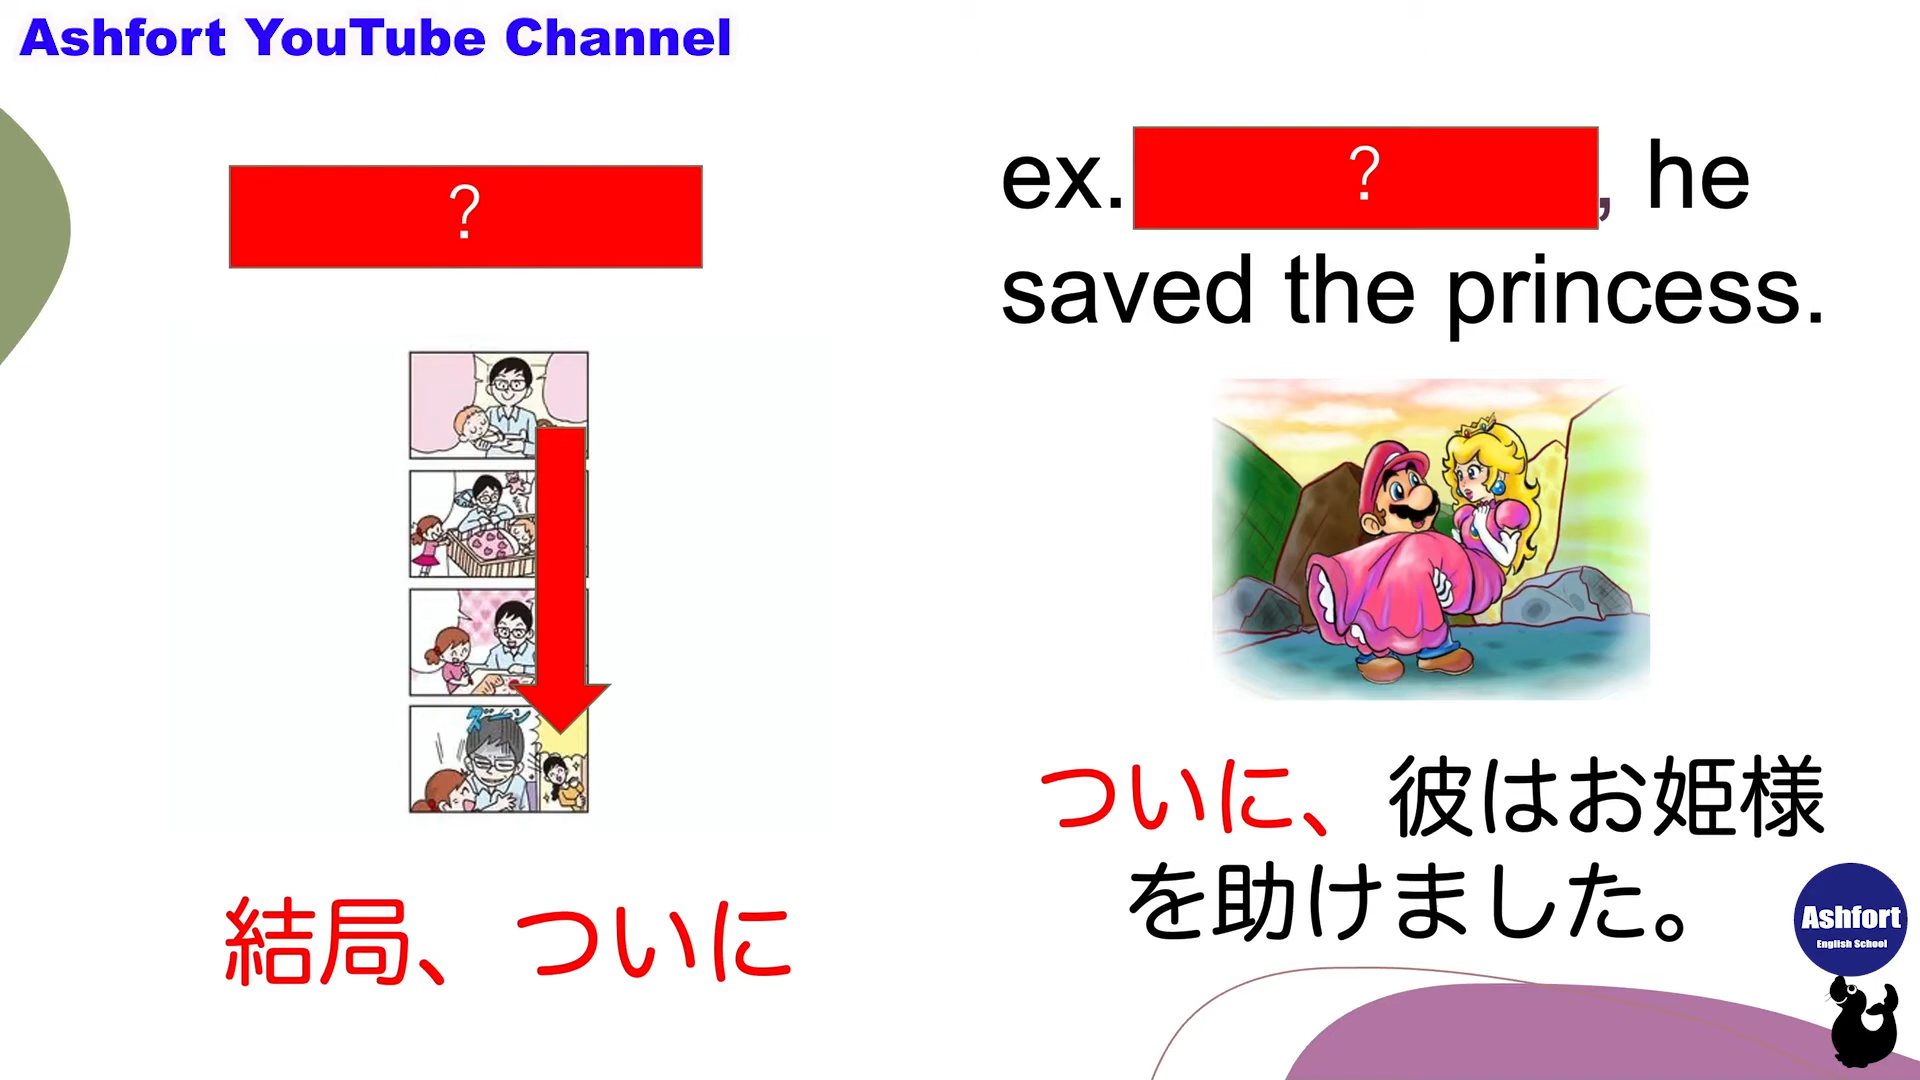 Ashfort YouTube Channel
?
結局、ついに
ex. ? , he
saved the princess.
ついに、彼はお姫様
を助けました。
Ashfort
English School